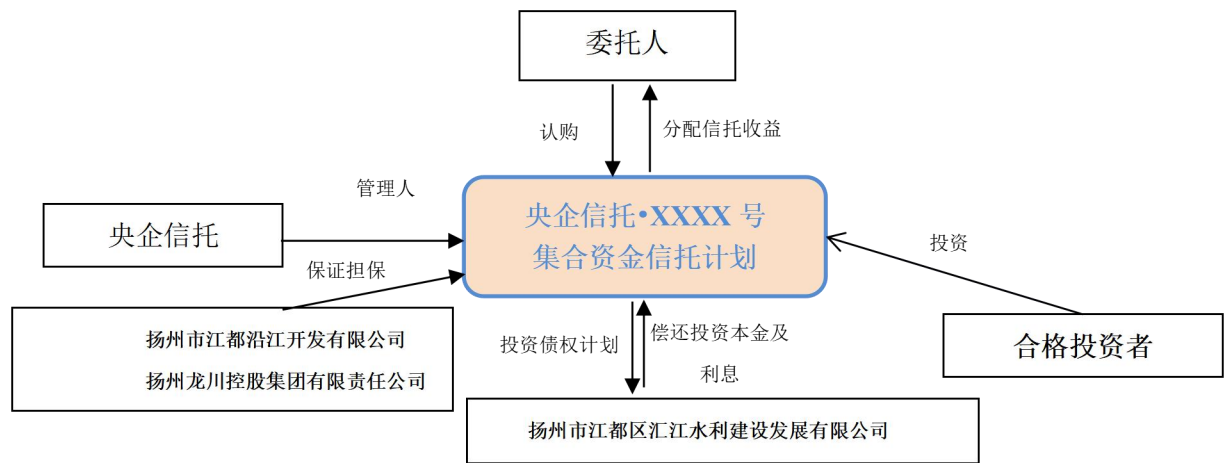 委托人
认购
分配信托收益
管理人
央企信托
央企信托•XXXX 号
集合资金信托计划
投资
保证担保
扬州市江都沿江开发有限公司
扬州龙川控股集团有限责任公司
投资债权计划
偿还投资本金及
利息
合格投资者
扬州市江都区汇江水利建设发展有限公司